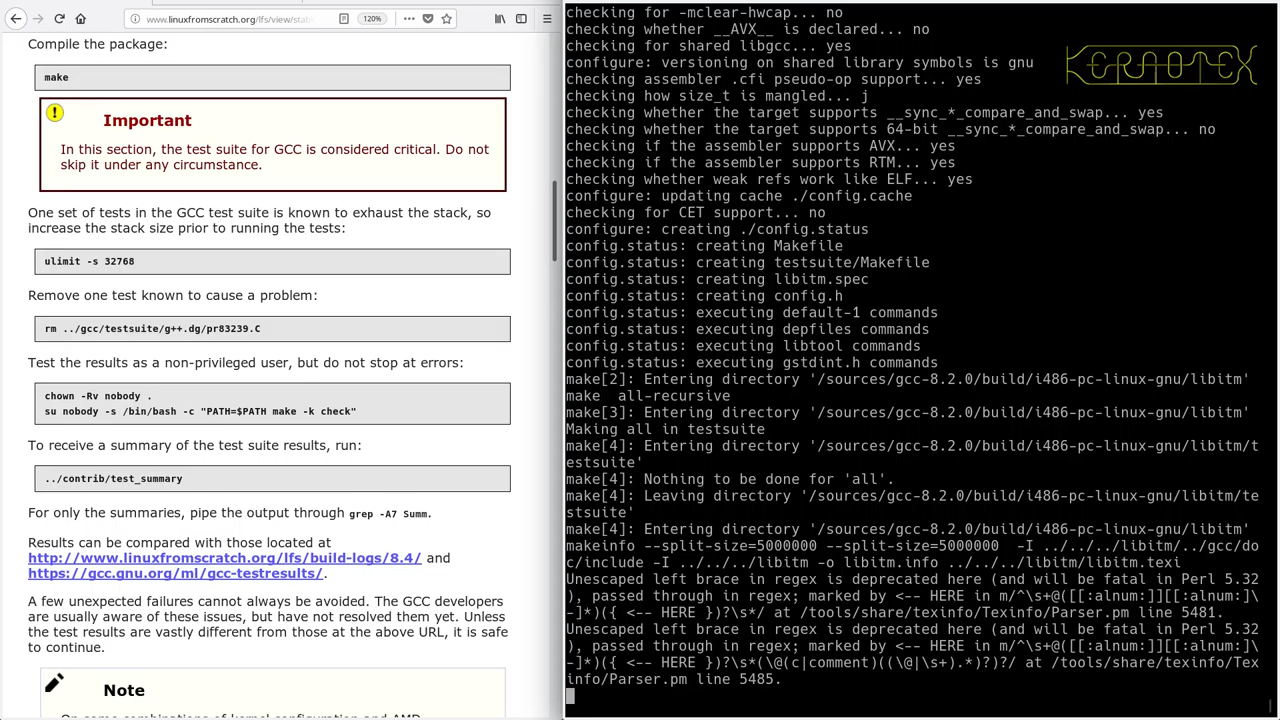 www.linuxfromscratch.org/lfs/view/stab
120%
Compile the package:
make
Important
In this section, the test suite for GCC is considered critical. Do not
skip it under any circumstance.
One set of tests in the GCC test suite is known to exhaust the stack, so
increase the stack size prior to running the tests:
ulimit -s 32768
Remove one test known to cause a problem:
rm ../gcc/testsuite/g++.dg/pr83239.C
Test the results as a non-privileged user, but do not stop at errors:
chown -Rv nobody .
su nobody -s /bin/bash -c "PATH=$PATH make -k check"
To receive a summary of the test suite results, run:
../contrib/test_summary
For only the summaries, pipe the output through grep -A7 Summ.
Results can be compared with those located at
http://www.linuxfromscratch.org/lfs/build-logs/8.4/ and
https://gcc.gnu.org/ml/gcc-testresults/.
A few unexpected failures cannot always be avoided. The GCC developers
are usually aware of these issues, but have not resolved them yet. Unless
the test results are vastly different from those at the above URL, it is safe
to continue.
Note
On some combinations of kernel configuration and AMD
checking for -mclear-hwcap... no
checking whether __AVX__ is declared... no
checking for shared libgcc... yes
configure: versioning on shared library symbols is gnu
checking assembler .cfi pseudo-op support... yes
checking how size_t is mangled... j
checking whether the target supports __sync_*_compare_and_swap... yes
checking whether the target supports 64-bit __sync_*_compare_and_swap... no
checking if the assembler supports AVX... yes
checking if the assembler supports RTM... yes
checking whether weak refs work like ELF... yes
configure: updating cache ./config.cache
checking for CET support... no
configure: creating ./config.status
config.status: creating Makefile
config.status: creating testsuite/Makefile
config.status: creating libitm.spec
config.status: creating config.h
config.status: executing default-1 commands
config.status: executing depfiles commands
config.status: executing libtool commands
config.status: executing gstdint.h commands
make[2]: Entering directory '/sources/gcc-8.2.0/build/i486-pc-linux-gnu/libitm'
make  all-recursive
make[3]: Entering directory '/sources/gcc-8.2.0/build/i486-pc-linux-gnu/libitm'
Making all in testsuite
make[4]: Entering directory '/sources/gcc-8.2.0/build/i486-pc-linux-gnu/libitm/t
estsuite'
make[4]: Nothing to be done for 'all'.
make[4]: Leaving directory '/sources/gcc-8.2.0/build/i486-pc-linux-gnu/libitm/te
stsuite'
make[4]: Entering directory '/sources/gcc-8.2.0/build/i486-pc-linux-gnu/libitm'
makeinfo --split-size=5000000 --split-size=5000000  -I ../../../libitm/../gcc/do
c/include -I ../../../libitm -o libitm.info ../../../libitm/libitm.texi
Unescaped left brace in regex is deprecated here (and will be fatal in Perl 5.32
), passed through in regex; marked by <-- HERE in m/^\s+@([[:alnum:]][[:alnum:]\
-]*)({ <-- HERE })?\s*/ at /tools/share/texinfo/Texinfo/Parser.pm line 5481.
Unescaped left brace in regex is deprecated here (and will be fatal in Perl 5.32
), passed through in regex; marked by <-- HERE in m/^\s+@([[:alnum:]][[:alnum:]\
-]*)({ <-- HERE })?\s*(\@(c|comment)((\@|\s+).*)?)?/ at /tools/share/texinfo/Tex
info/Parser.pm line 5485.
KERNOTEX